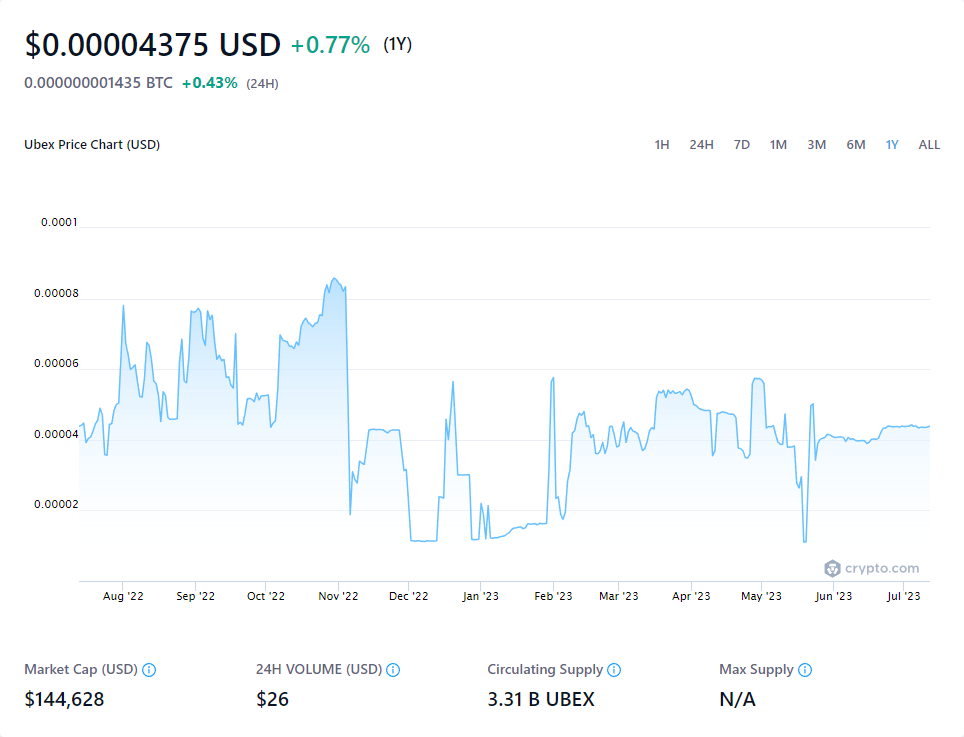 $0.00004375 USD +0.77% (1Y)
0.000000001435 BTC +0.43% (24H)
Ubex Price Chart (USD) 1H 24H 7D 1M 3M 6M 1Y ALL
0.0001
0.00008
0.00006
0.00004
0.00002
crypto.com
Aug '22 Sep '22 Oct '22 Nov '22 Dec '22 Jan '23 Feb '23 Mar '23 Apr '23 May '23 Jun '23 Jul '23
Market Cap (USD) 24H VOLUME (USD) Circulating Supply Max Supply
$144,628 $26 3.31 B UBEX N/A